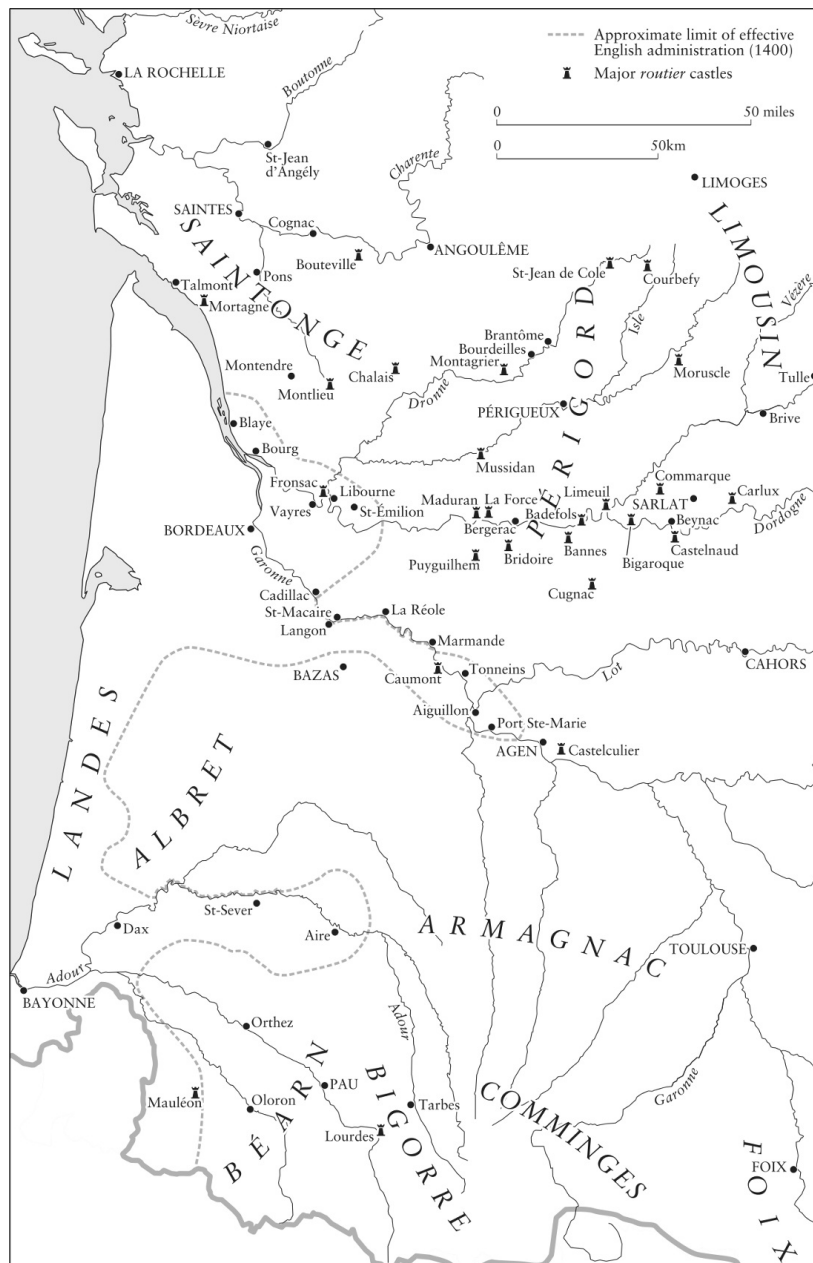 Sèvre Niortaise
Approximate limit of effective
English administration (1400)
Major routier castles
LA ROCHELLE
Boutonne
0 50 miles
0 50km
St-Jean
d'Angély
Charente
LIMOGES
SAINTES
Cognac
SAINTONGE
ANGOULÊME
LIMOUSIN
Bouteville
St-Jean de Cole
Courbefy
Pons
Talmont
Mortagne
Isle
Vézère
Brantôme
Bourdeilles
Montagrier
PÉRIGORD
Moruscle
Tulle
Montendre
Chalais
Montlieu
Dronne
PÉRIGUEUX
Brive
Blaye
Bourg
Mussidan
Commarque
Carlux
Fronsac
Libourne
Maduran
La Force
Limeuil
SARLAT
Vayres
St-Émilion
Badefols
Beynac
Dordogne
BORDEAUX
Bergerac
Bannes
Castelnaud
Garonne
Puyguilhem
Bridoire
Bigaroque
Cugnac
Cadillac
St-Macaire
La Réole
Langon
Marmande
BAZAS
Caumont
Tonneins
Lot
CAHORS
Aiguillon
Port Ste-Marie
AGEN
Castelculier
LANDES
ALBRET
St-Sever
Dax
Aire
ARMAGNAC
TOULOUSE
Adour
BAYONNE
Orthez
Adour
BÉARN
BIGORRE
PAU
COMMINGES
Garonne
Mauléon
Oloron
Tarbes
Lourdes
FOIX
FOIX